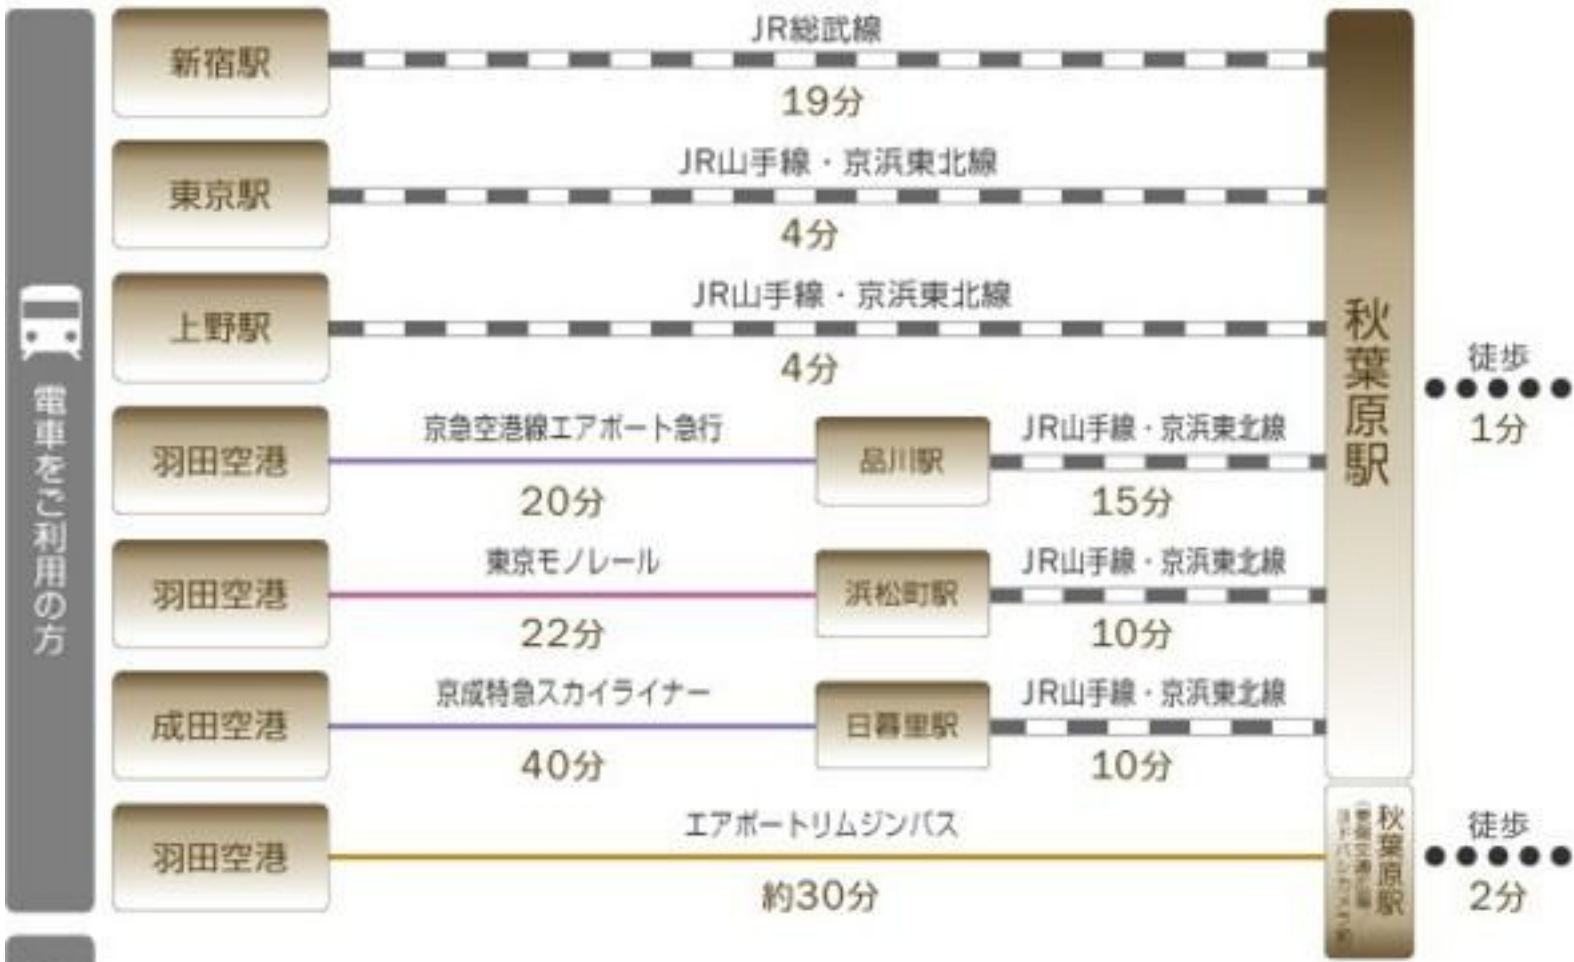 電車をご利用の方
新宿駅
JR総武線
19分
東京駅
JR山手線・京浜東北線
4分
上野駅
JR山手線・京浜東北線
4分
羽田空港
京急空港線エアポート急行
20分
品川駅
JR山手線・京浜東北線
15分
羽田空港
東京モノレール
22分
浜松町駅
JR山手線・京浜東北線
10分
成田空港
京成特急スカイライナー
40分
日暮里駅
JR山手線・京浜東北線
10分
秋葉原駅
徒歩
1分
羽田空港
エアポートリムジンバス
約30分
秋葉原駅
徒歩
2分